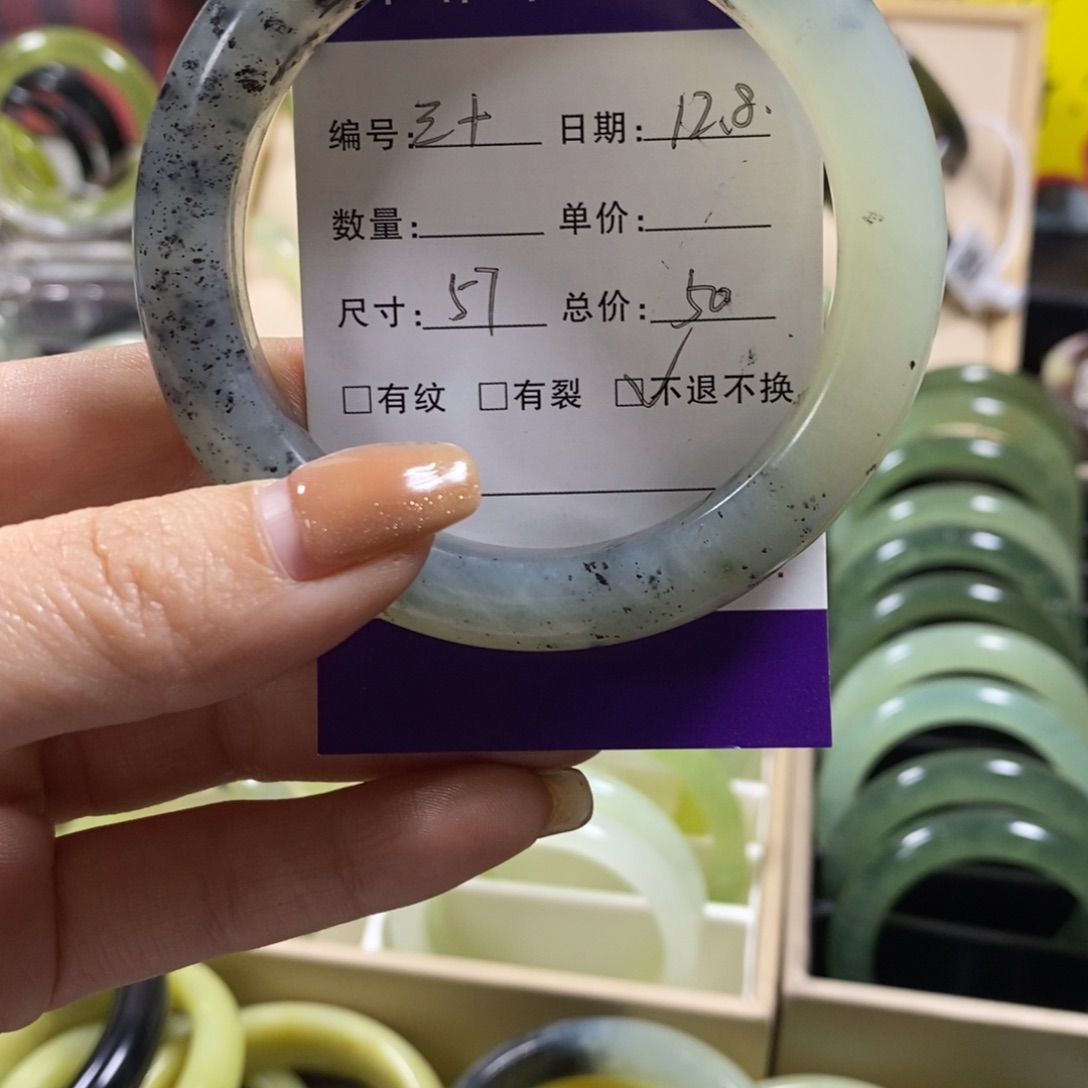 编号：三十 日期：12.8.
数量： 单价：
尺寸：57 总价：50
□有纹 □有裂 ☑不退不换